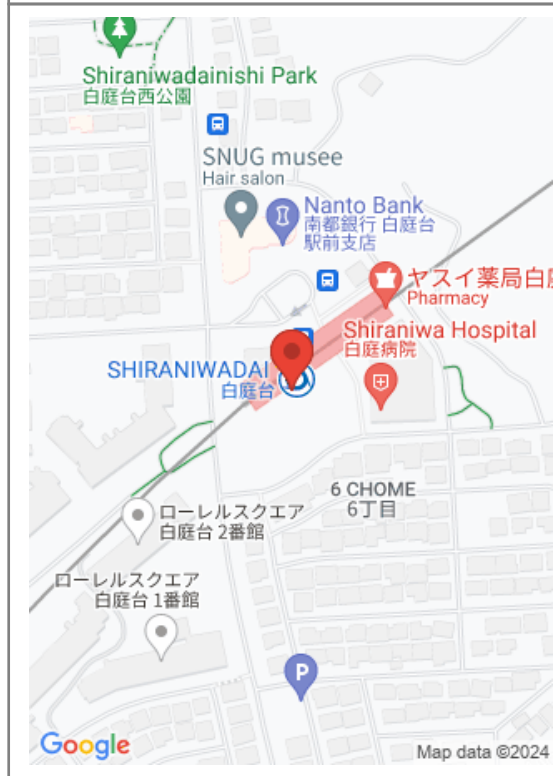 Shiraniwadainishi Park
白庭台西公園
SNUG musee
Hair salon
Nanto Bank
南都銀行 白庭台
駅前支店
ヤスイ薬局白庭
Pharmacy
Shiraniwa Hospital
白庭病院
SHIRANIWADAI
白庭台
6 CHOME
6丁目
ローレルスクエア
白庭台 2番館
ローレルスクエア
白庭台 1番館
P
Google
Map data ©2024